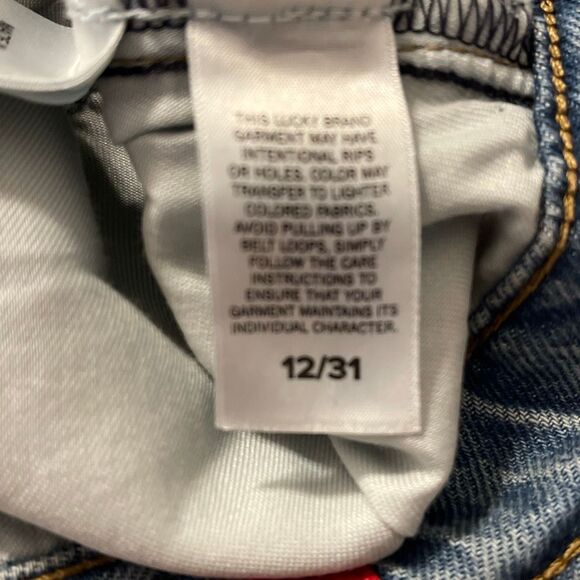 THIS LUCKY BRAND
GARMENT MAY HAVE
INTENTIONAL RIPS
OR HOLES. COLOR MAY
TRANSFER TO LIGHTER
COLORED FABRICS.
AVOID PULLING UP BY
BELT LOOPS, SIMPLY
FOLLOW THE CARE
INSTRUCTIONS TO
ENSURE THAT YOUR
GARMENT MAINTAINS ITS
INDIVIDUAL CHARACTER.
12/31